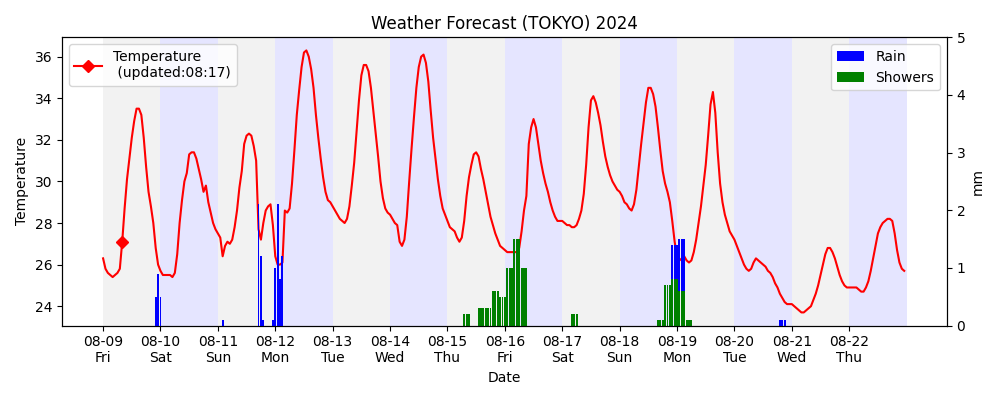 Weather Forecast (TOKYO) 2024
Temperature
(updated:08:17)
Rain
Showers
36
34
32
30
28
26
24
Temperature
5
4
3
2
1
0
mm
08-09 08-10 08-11 08-12 08-13 08-14 08-15 08-16 08-17 08-18 08-19 08-20 08-21 08-22
Fri Sat Sun Mon Tue Wed Thu Fri Sat Sun Mon Tue Wed Thu
Date